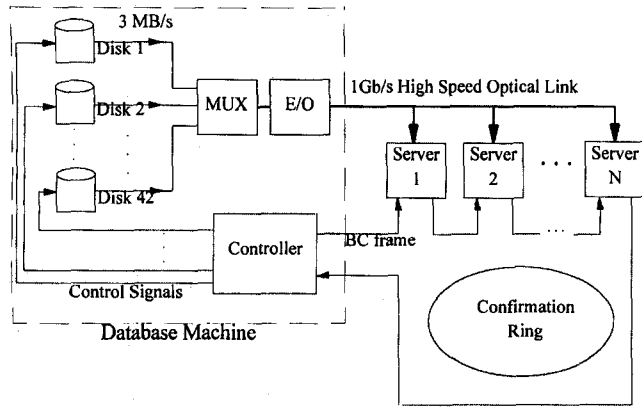 3 MB/s
Disk 1
Disk 2
Disk 42
MUX
E/O
1Gb/s High Speed Optical Link
Server
1
Server
2
. . .
Server
N
BC frame
...
Controller
Control Signals
Database Machine
Confirmation
Ring